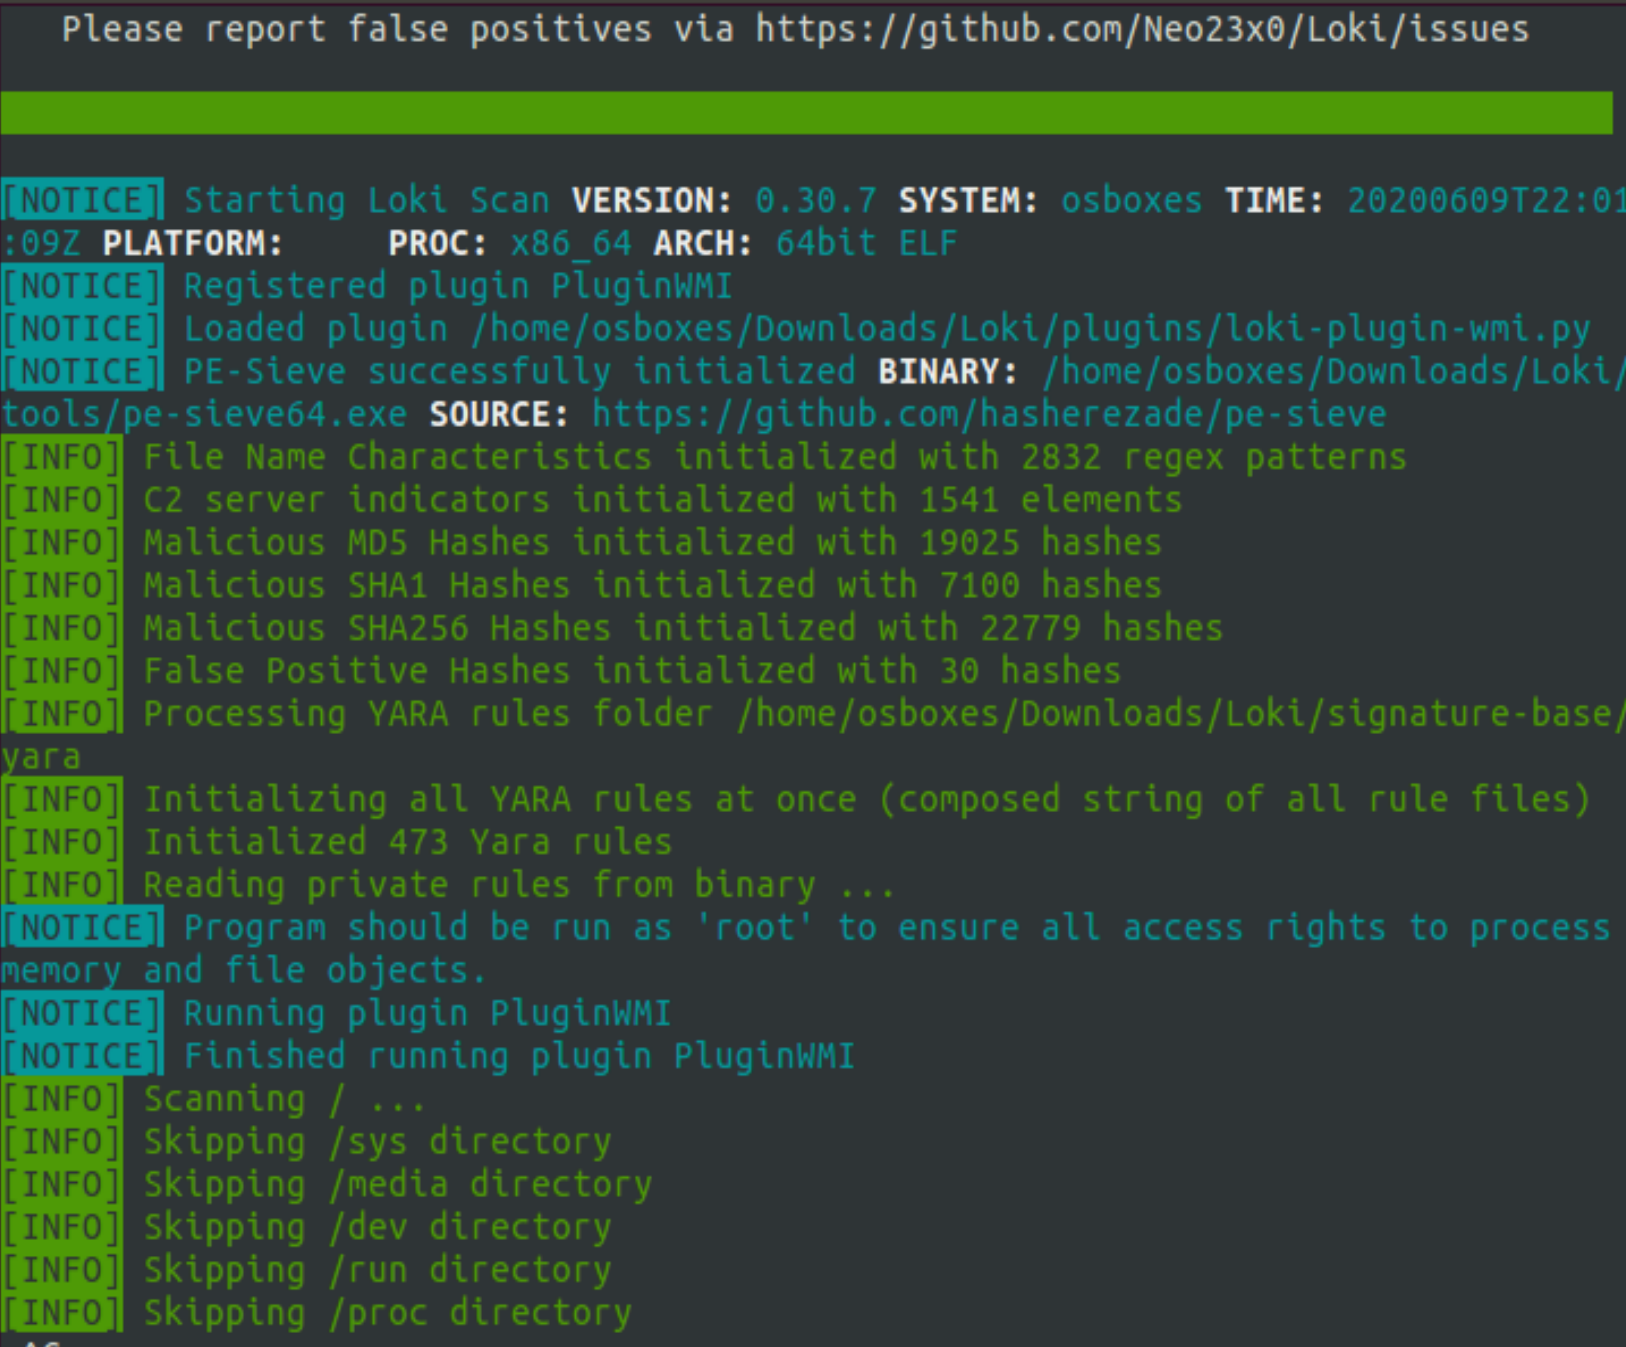 Please report false positives via https://github.com/Neo23x0/Loki/issues
[NOTICE] Starting Loki Scan VERSION: 0.30.7 SYSTEM: osboxes TIME: 20200609T22:01
:09Z PLATFORM:     PROC: x86_64 ARCH: 64bit ELF
[NOTICE] Registered plugin PluginWMI
[NOTICE] Loaded plugin /home/osboxes/Downloads/Loki/plugins/loki-plugin-wmi.py
[NOTICE] PE-Sieve successfully initialized BINARY: /home/osboxes/Downloads/Loki/
tools/pe-sieve64.exe SOURCE: https://github.com/hasherezade/pe-sieve
[INFO] File Name Characteristics initialized with 2832 regex patterns
[INFO] C2 server indicators initialized with 1541 elements
[INFO] Malicious MD5 Hashes initialized with 19025 hashes
[INFO] Malicious SHA1 Hashes initialized with 7100 hashes
[INFO] Malicious SHA256 Hashes initialized with 22779 hashes
[INFO] False Positive Hashes initialized with 30 hashes
[INFO] Processing YARA rules folder /home/osboxes/Downloads/Loki/signature-base/
yara
[INFO] Initializing all YARA rules at once (composed string of all rule files)
[INFO] Initialized 473 Yara rules
[INFO] Reading private rules from binary ...
[NOTICE] Program should be run as 'root' to ensure all access rights to process
memory and file objects.
[NOTICE] Running plugin PluginWMI
[NOTICE] Finished running plugin PluginWMI
[INFO] Scanning / ...
[INFO] Skipping /sys directory
[INFO] Skipping /media directory
[INFO] Skipping /dev directory
[INFO] Skipping /run directory
[INFO] Skipping /proc directory